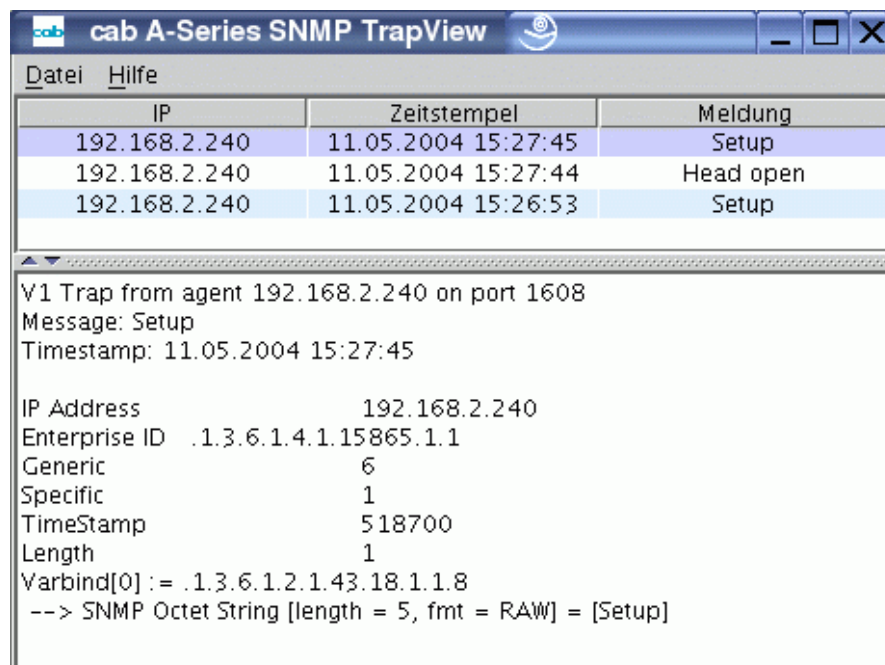 cab cab A-Series SNMP TrapView
Datei Hilfe
IP Zeitstempel Meldung
192.168.2.240 11.05.2004 15:27:45 Setup
192.168.2.240 11.05.2004 15:27:44 Head open
192.168.2.240 11.05.2004 15:26:53 Setup
V1 Trap from agent 192.168.2.240 on port 1608
Message: Setup
Timestamp: 11.05.2004 15:27:45
IP Address 192.168.2.240
Enterprise ID .1.3.6.1.4.1.15865.1.1
Generic 6
Specific 1
TimeStamp 518700
Length 1
Varbind[0] := .1.3.6.1.2.1.43.18.1.1.8
--> SNMP Octet String [length = 5, fmt = RAW] = [Setup]